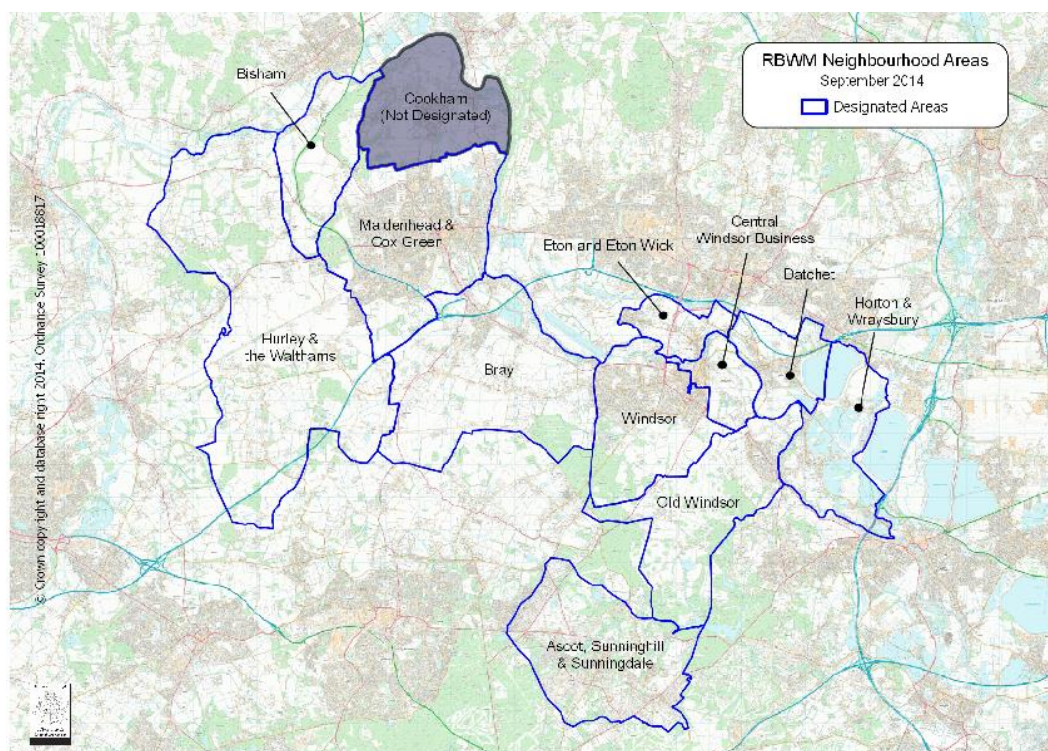 RBWM Neighbourhood Areas
September 2014
Designated Areas
Bisham
Cookham
(Not Designated)
Maidenhead &
Cox Green
Eton and Eton Wick
Central
Windsor Business
Datchet
Horton &
Wraysbury
Hurley &
the Walthams
Bray
Windsor
Old Windsor
Ascot, Sunninghill
& Sunningdale
© Crown copyright and database right 2014. Ordnance Survey 100018817